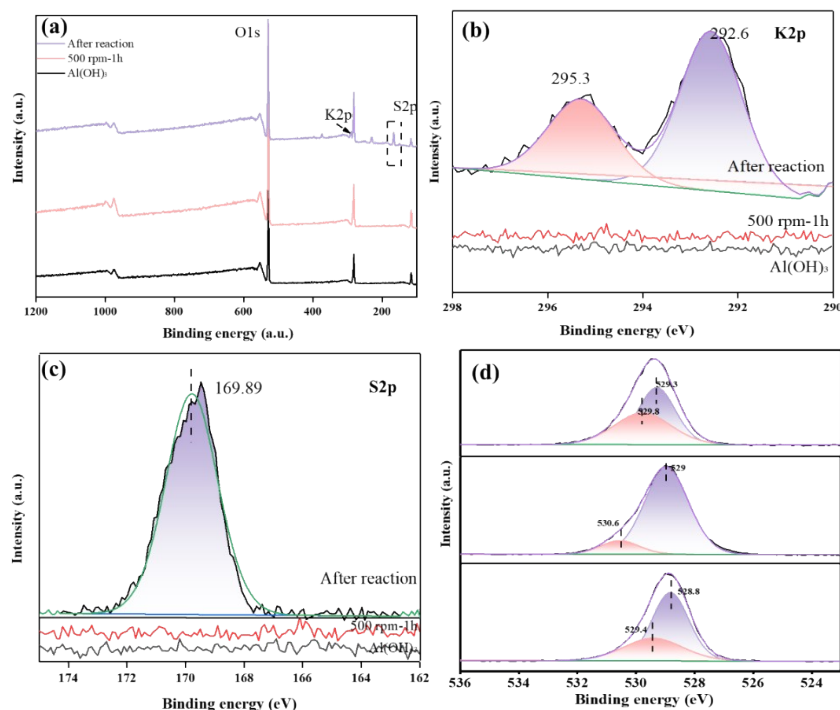 (a)
O1s
After reaction
500 rpm-1h
Al(OH)₃
K2p
S2p
Intensity (a.u.)
1200 1000 800 600 400 200
Binding energy (a.u.)
(b)
292.6
K2p
295.3
After reaction
500 rpm-1h
Al(OH)₃
Intensity (a.u.)
298 296 294 292 290
Binding energy (eV)
(c)
169.89
S2p
After reaction
500 rpm-1h
Al(OH)₃
Intensity (a.u.)
174 172 170 168 166 164 162
Binding energy (eV)
(d)
529.3
529.8
529
530.6
528.8
529.4
Intensity (a.u.)
536 534 532 530 528 526 524
Binding energy (eV)